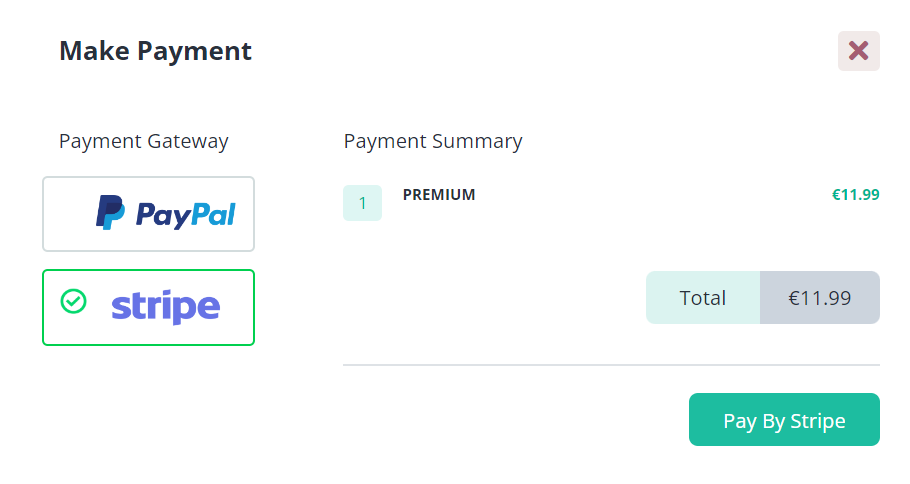 Make Payment
Payment Gateway
PayPal
stripe
Payment Summary
1 PREMIUM €11.99
Total €11.99
Pay By Stripe